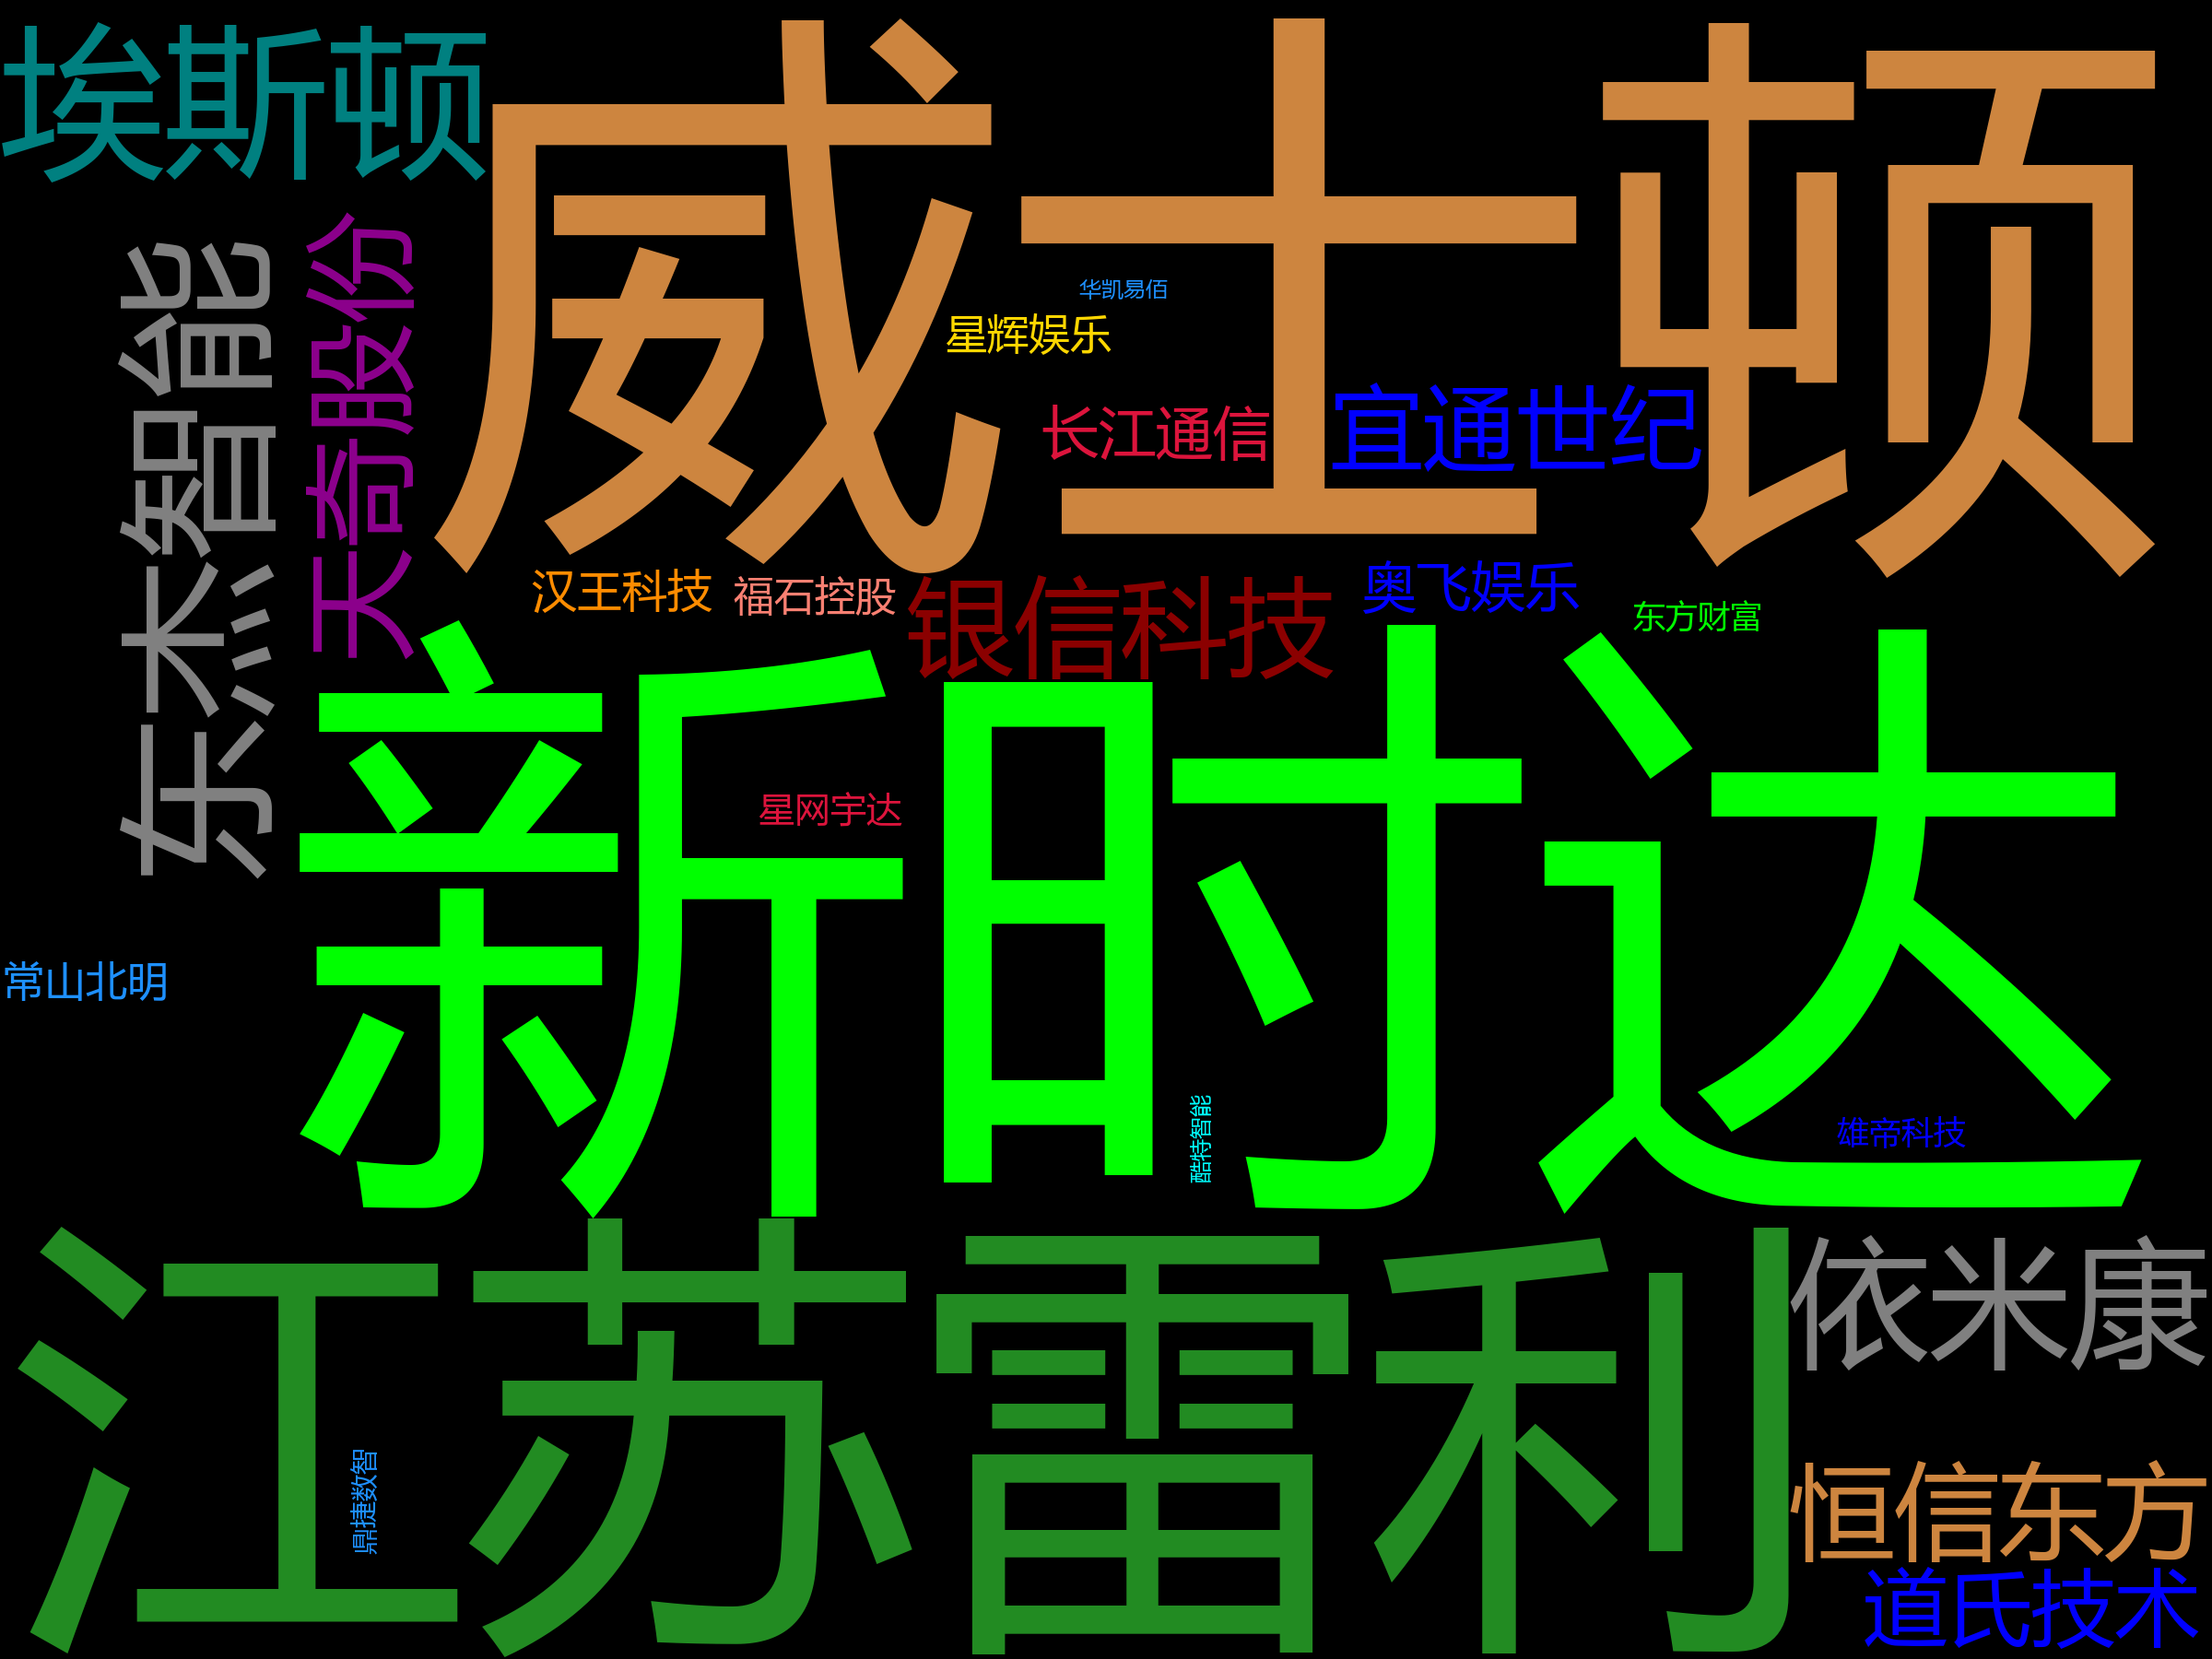 埃斯顿
威士顿
东杰智能
天奇股份
华凯易佰
星辉娱乐
长江通信
宜通世纪
汉王科技
福石控股
银信科技
奥飞娱乐
东方财富
新时达
星网宇达
常山北明
酷特智能
雄帝科技
江苏雷利
依米康
鼎捷数智
恒信东方
道氏技术